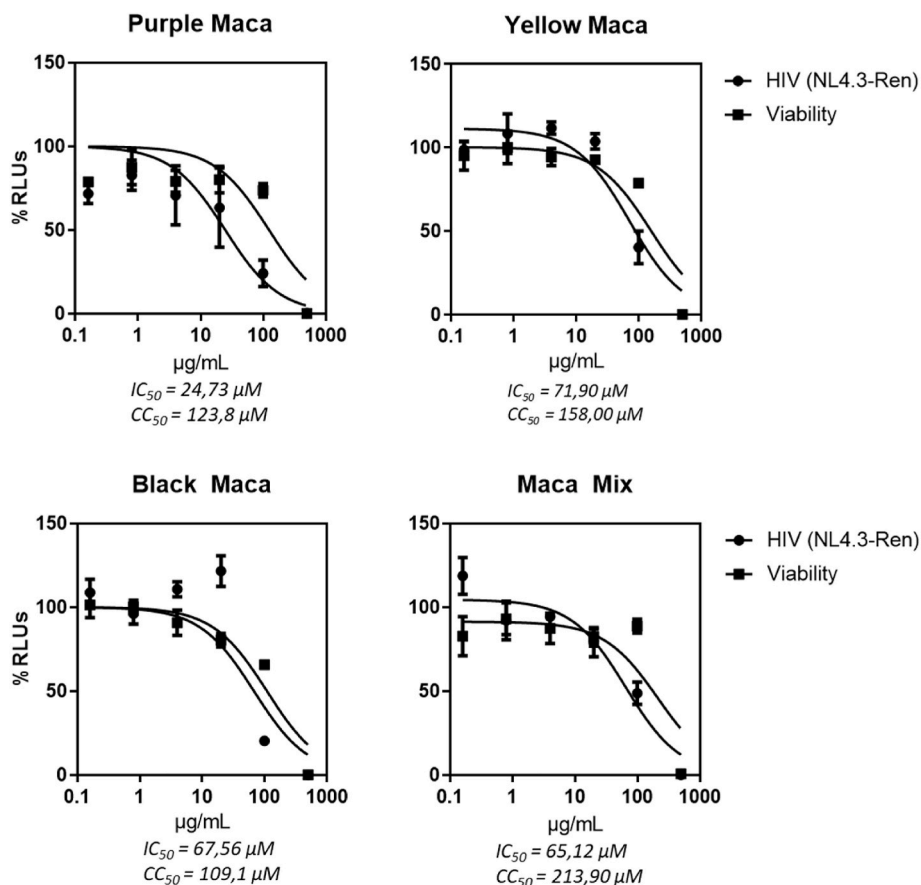 Purple Maca
150
100
50
0
% RLUs
0.1 1 10 100 1000
µg/mL
IC50 = 24,73 µM
CC50 = 123,8 µM
Yellow Maca
150
100
50
0
0.1 1 10 100 1000
µg/mL
IC50 = 71,90 µM
CC50 = 158,00 µM
HIV (NL4.3-Ren)
Viability
Black Maca
150
100
50
0
% RLUs
0.1 1 10 100 1000
µg/mL
IC50 = 67,56 µM
CC50 = 109,1 µM
Maca Mix
150
100
50
0
0.1 1 10 100 1000
µg/mL
IC50 = 65,12 µM
CC50 = 213,90 µM
HIV (NL4.3-Ren)
Viability